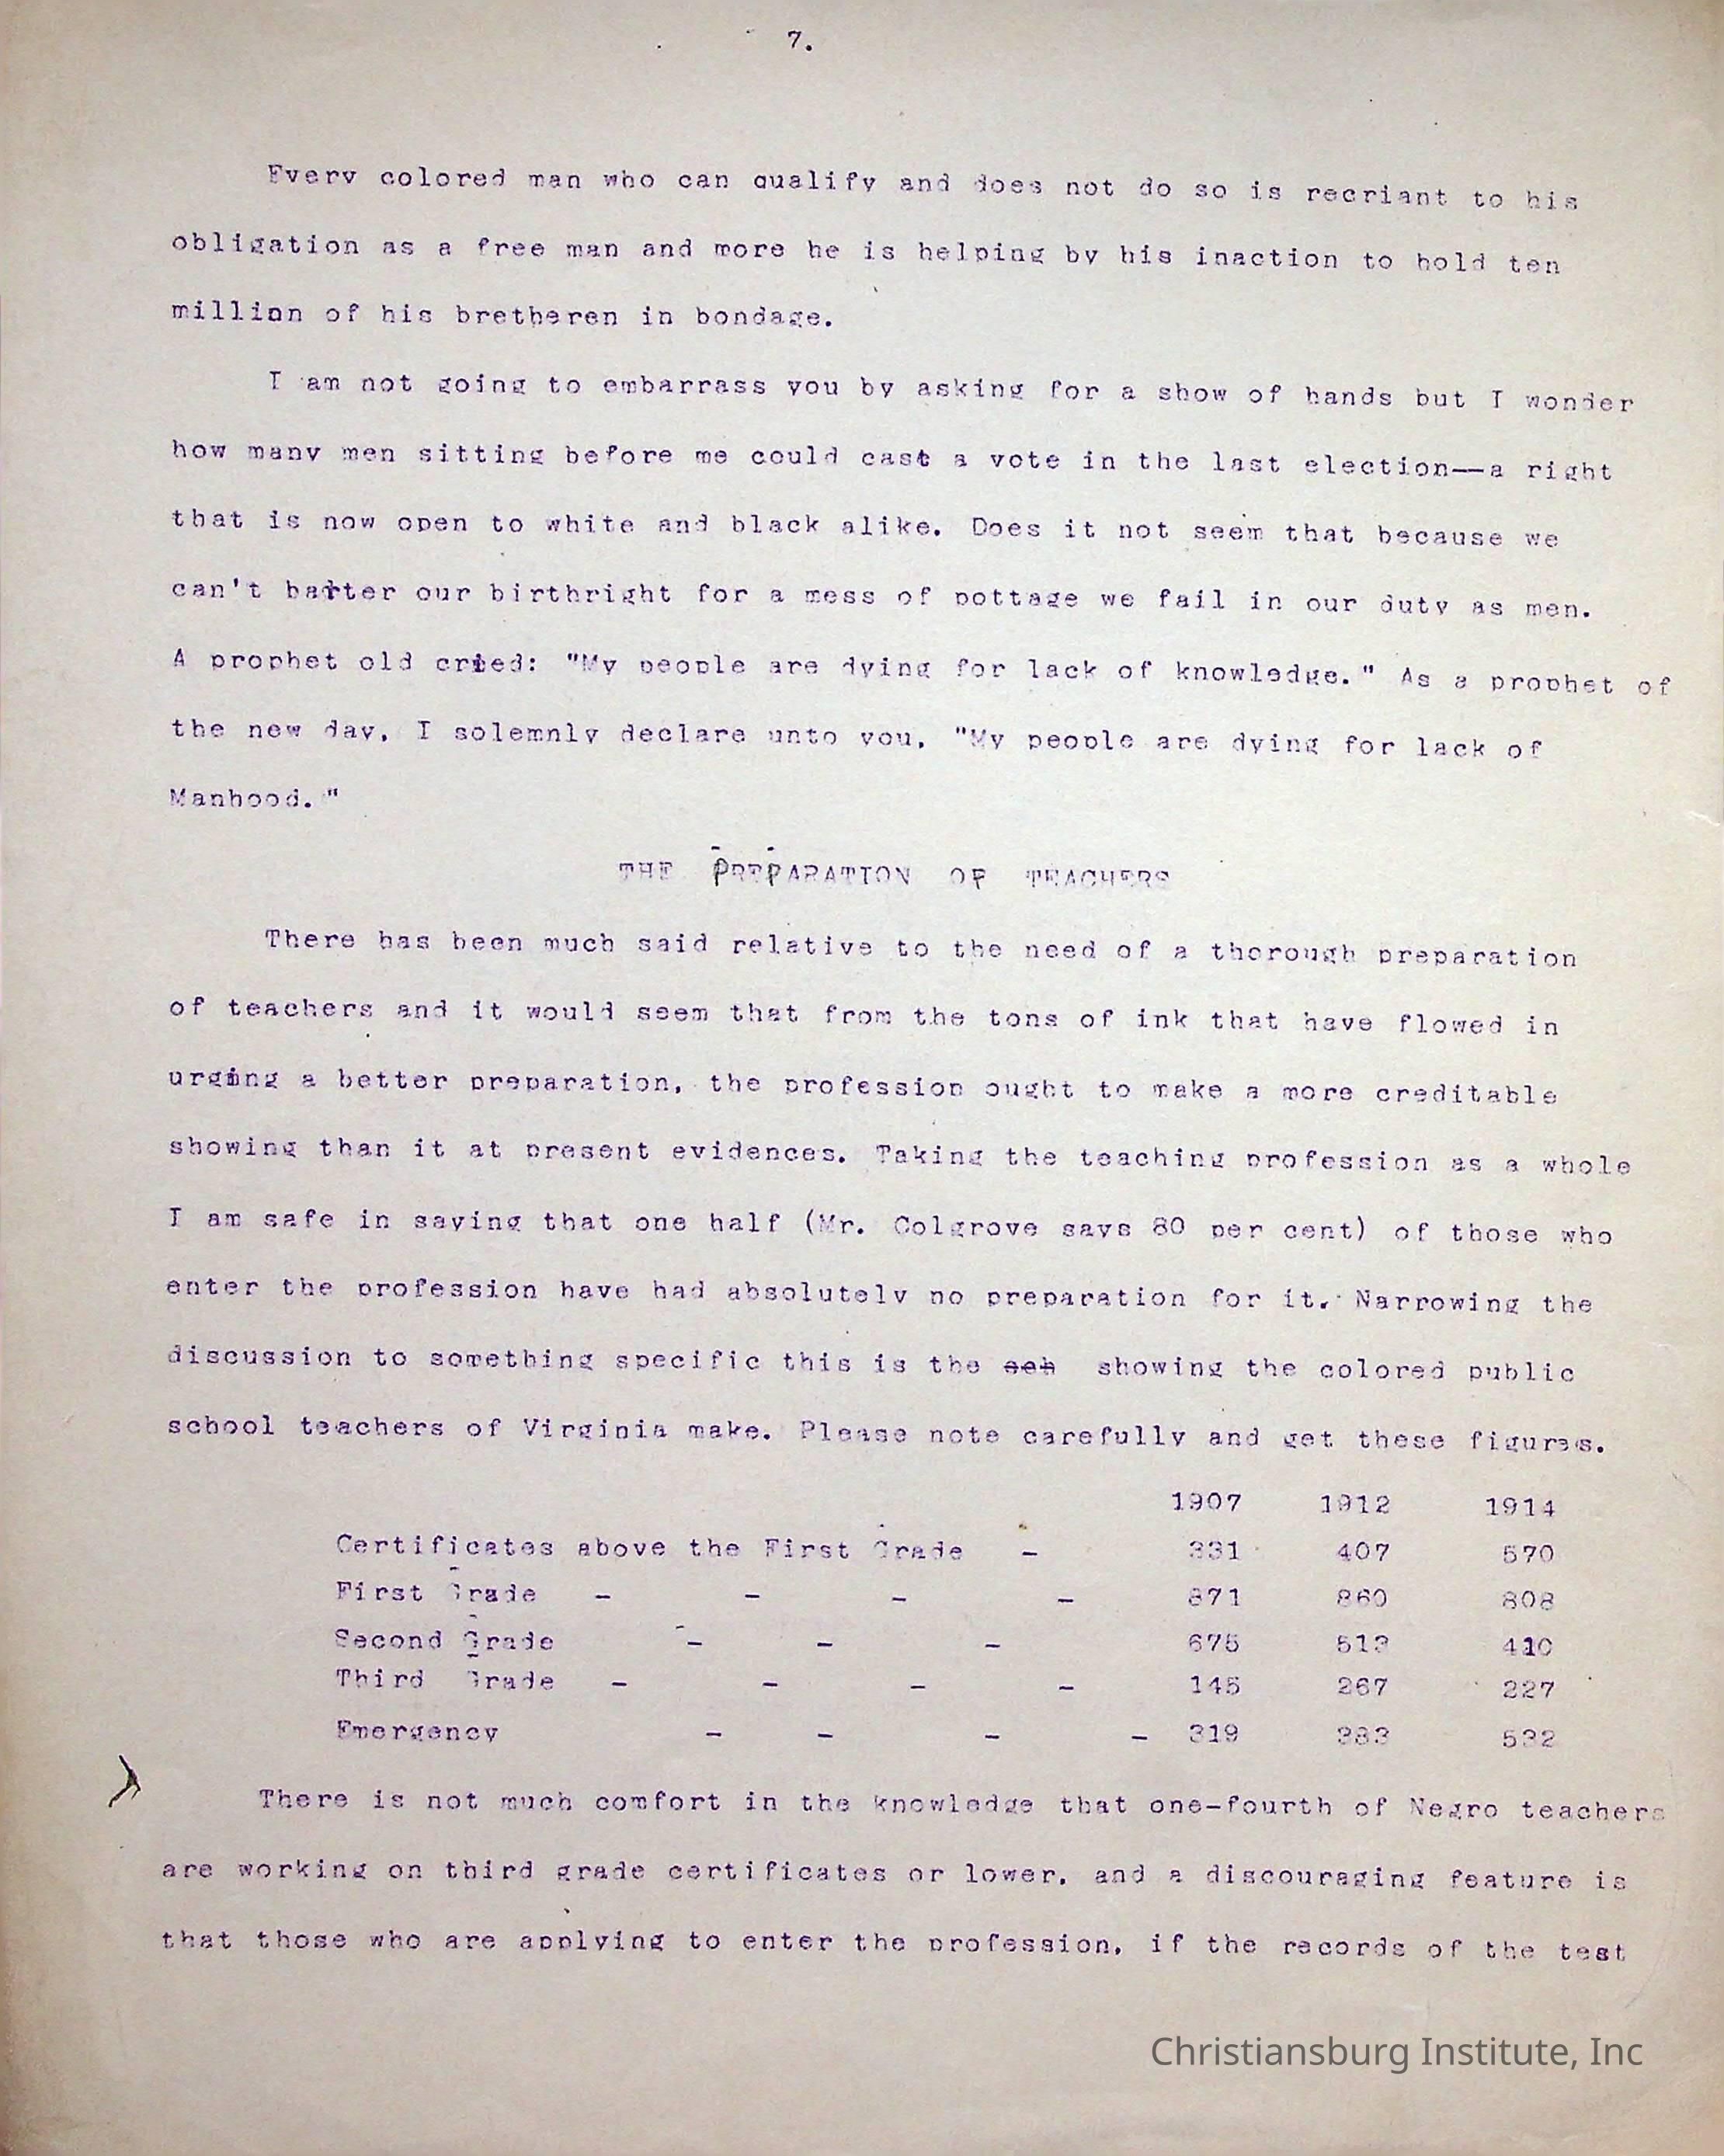 7.
Every colored man who can qualify and does not do so is recriant to his
obligation as a free man and more he is helping by his inaction to hold ten
million of his bretheren in bondage.
I am not going to embarrass you by asking for a show of hands but I wonder
how many men sitting before me could cast a vote in the last election--a right
that is now open to white and black alike. Does it not seem that because we
can't barter our birthright for a mess of pottage we fail in our duty as men.
A prophet old cried: "My people are dying for lack of knowledge." As a prophet of
the new day, I solemnly declare unto you, "My people are dying for lack of
Manhood."
THE PREPARATION OF TEACHERS
There has been much said relative to the need of a thorough preparation
of teachers and it would seem that from the tons of ink that have flowed in
urging a better preparation, the profession ought to make a more creditable
showing than it at present evidences. Taking the teaching profession as a whole
I am safe in saying that one half (Mr. Colgrove says 80 per cent) of those who
enter the profession have had absolutely no preparation for it. Narrowing the
discussion to something specific this is the sch showing the colored public
school teachers of Virginia make. Please note carefully and get these figures.
1907 1912 1914
Certificates above the First Grade - 331 407 570
First Grade - - - - 871 860 808
Second Grade - - - 675 513 410
Third Grade - - - - 145 267 227
Emergency - - - - 319 383 532
There is not much comfort in the knowledge that one-fourth of Negro teachers
are working on third grade certificates or lower, and a discouraging feature is
that those who are applying to enter the profession, if the records of the test
Christiansburg Institute, Inc